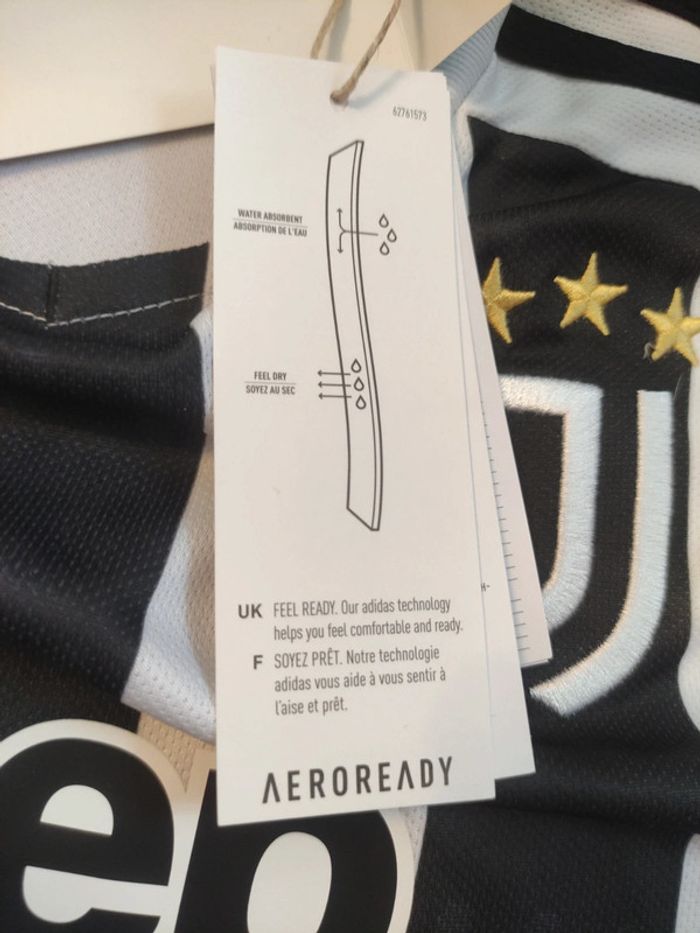 62761573
WATER ABSORBENT
ABSORPTION DE L'EAU
FEEL DRY
SOYEZ AU SEC
UK FEEL READY. Our adidas technology
helps you feel comfortable and ready.
F SOYEZ PRÊT. Notre technologie
adidas vous aide à vous sentir à
l'aise et prêt.
AEROREADY
eep